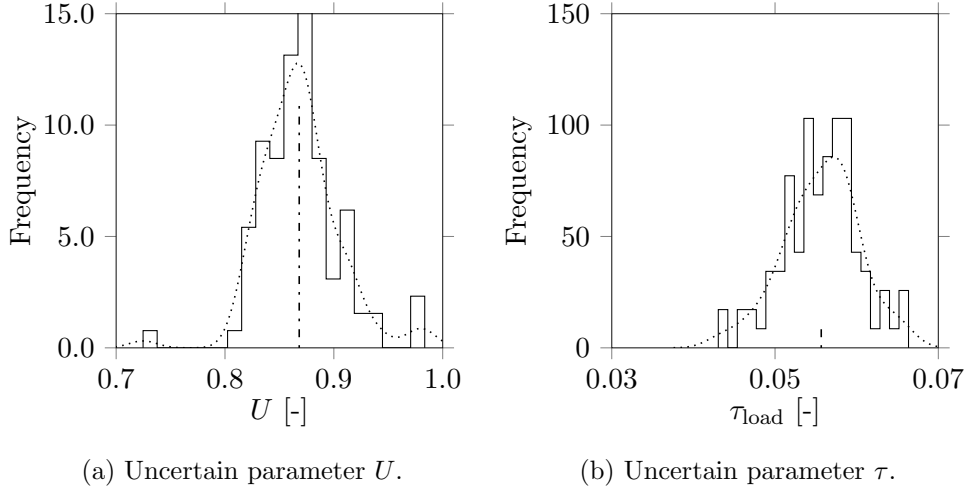 15.0
10.0
5.0
0.0
Frequency
0.7 0.8 0.9 1.0
U [-]
(a) Uncertain parameter U.
150
100
50
0
Frequency
0.03 0.05 0.07
τload [-]
(b) Uncertain parameter τ.